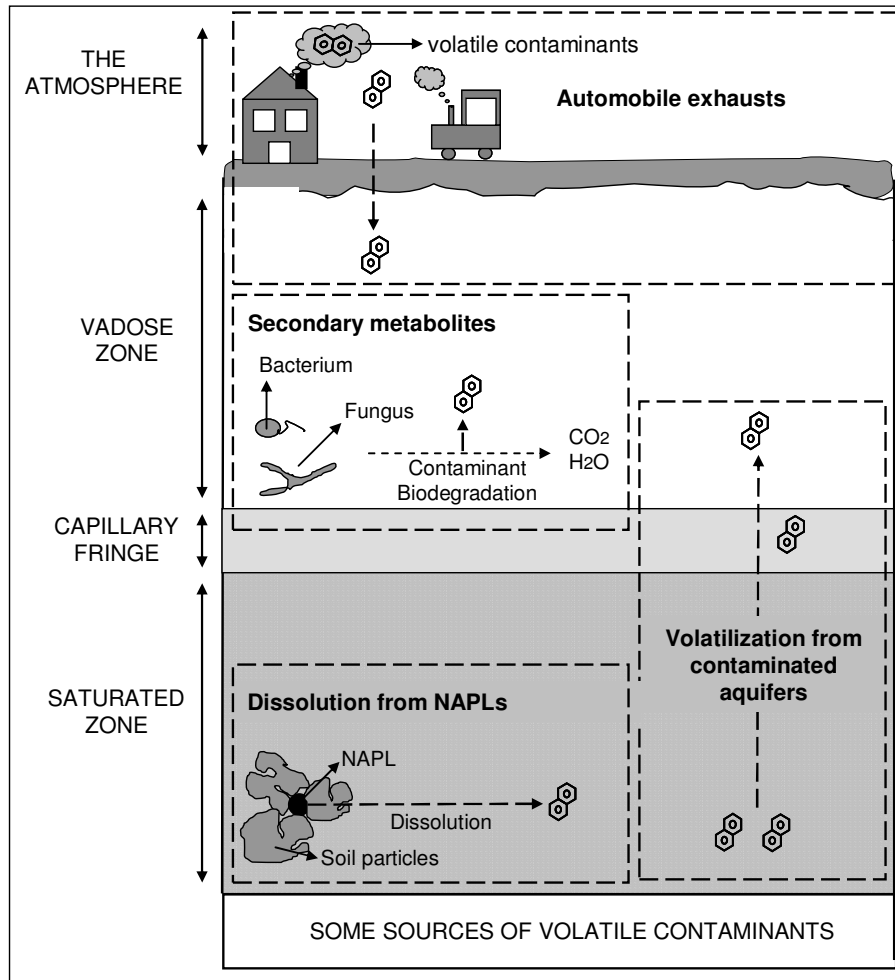 THE
ATMOSPHERE
volatile contaminants
Automobile exhausts
VADOSE
ZONE
Secondary metabolites
Bacterium
Fungus
Contaminant
Biodegradation
CO2
H2O
CAPILLARY
FRINGE
SATURATED
ZONE
Volatilization from
contaminated
aquifers
Dissolution from NAPLs
NAPL
Dissolution
Soil particles
SOME SOURCES OF VOLATILE CONTAMINANTS